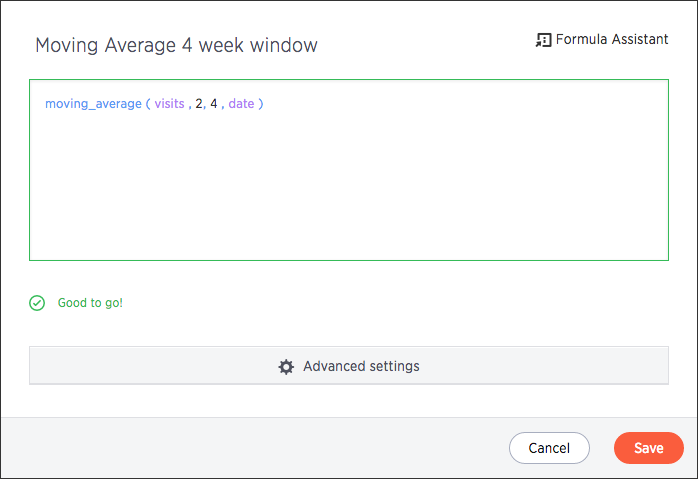 Moving Average 4 week window
Formula Assistant
moving_average ( visits , 2, 4 , date )
Good to go!
Advanced settings
Cancel
Save